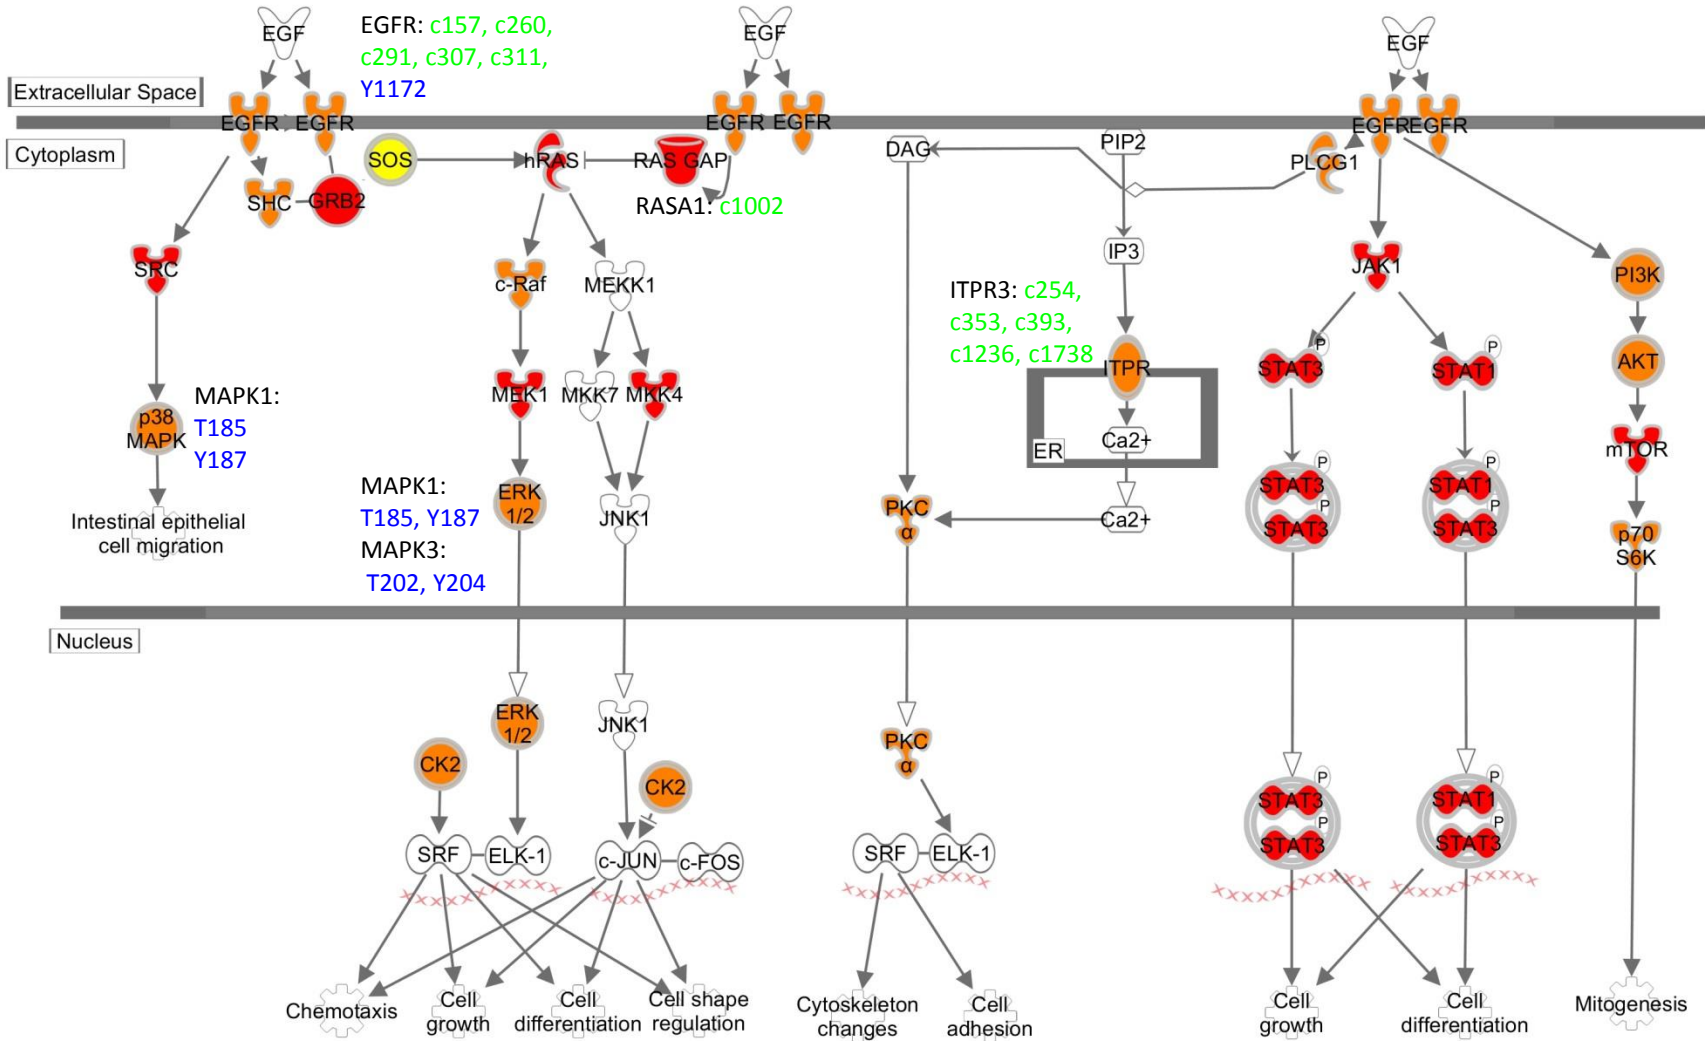 EGF
EGFR: c157, c260,
c291, c307, c311,
Y1172
EGF
EGF
Extracellular Space
EGFR
EGFR
EGFR
EGFR
EGFR
EGFR
Cytoplasm
SOS
hRAS
RAS GAP
DAG
PIP2
PLCG1
SHC
GRB2
RASA1: c1002
SRC
c-Raf
MEKK1
IP3
JAK1
PI3K
ITPR3: c254,
c353, c393,
c1236, c1738
ITPR
P
STAT3
P
STAT1
AKT
MEK1
MKK7
MKK4
MAPK1:
T185
Y187
p38
MAPK
ER
Ca2+
mTOR
MAPK1:
T185, Y187
MAPK3:
T202, Y204
ERK
1/2
JNK1
PKC
α
Ca2+
P
STAT3
P
STAT3
P
STAT1
P
STAT3
p70
S6K
Intestinal epithelial
cell migration
Nucleus
ERK
1/2
JNK1
PKC
α
CK2
CK2
P
STAT3
P
STAT3
P
STAT1
P
STAT3
SRF
ELK-1
c-JUN
c-FOS
SRF
ELK-1
Chemotaxis
Cell
growth
Cell
differentiation
Cell shape
regulation
Cytoskeleton
changes
Cell
adhesion
Cell
growth
Cell
differentiation
Mitogenesis